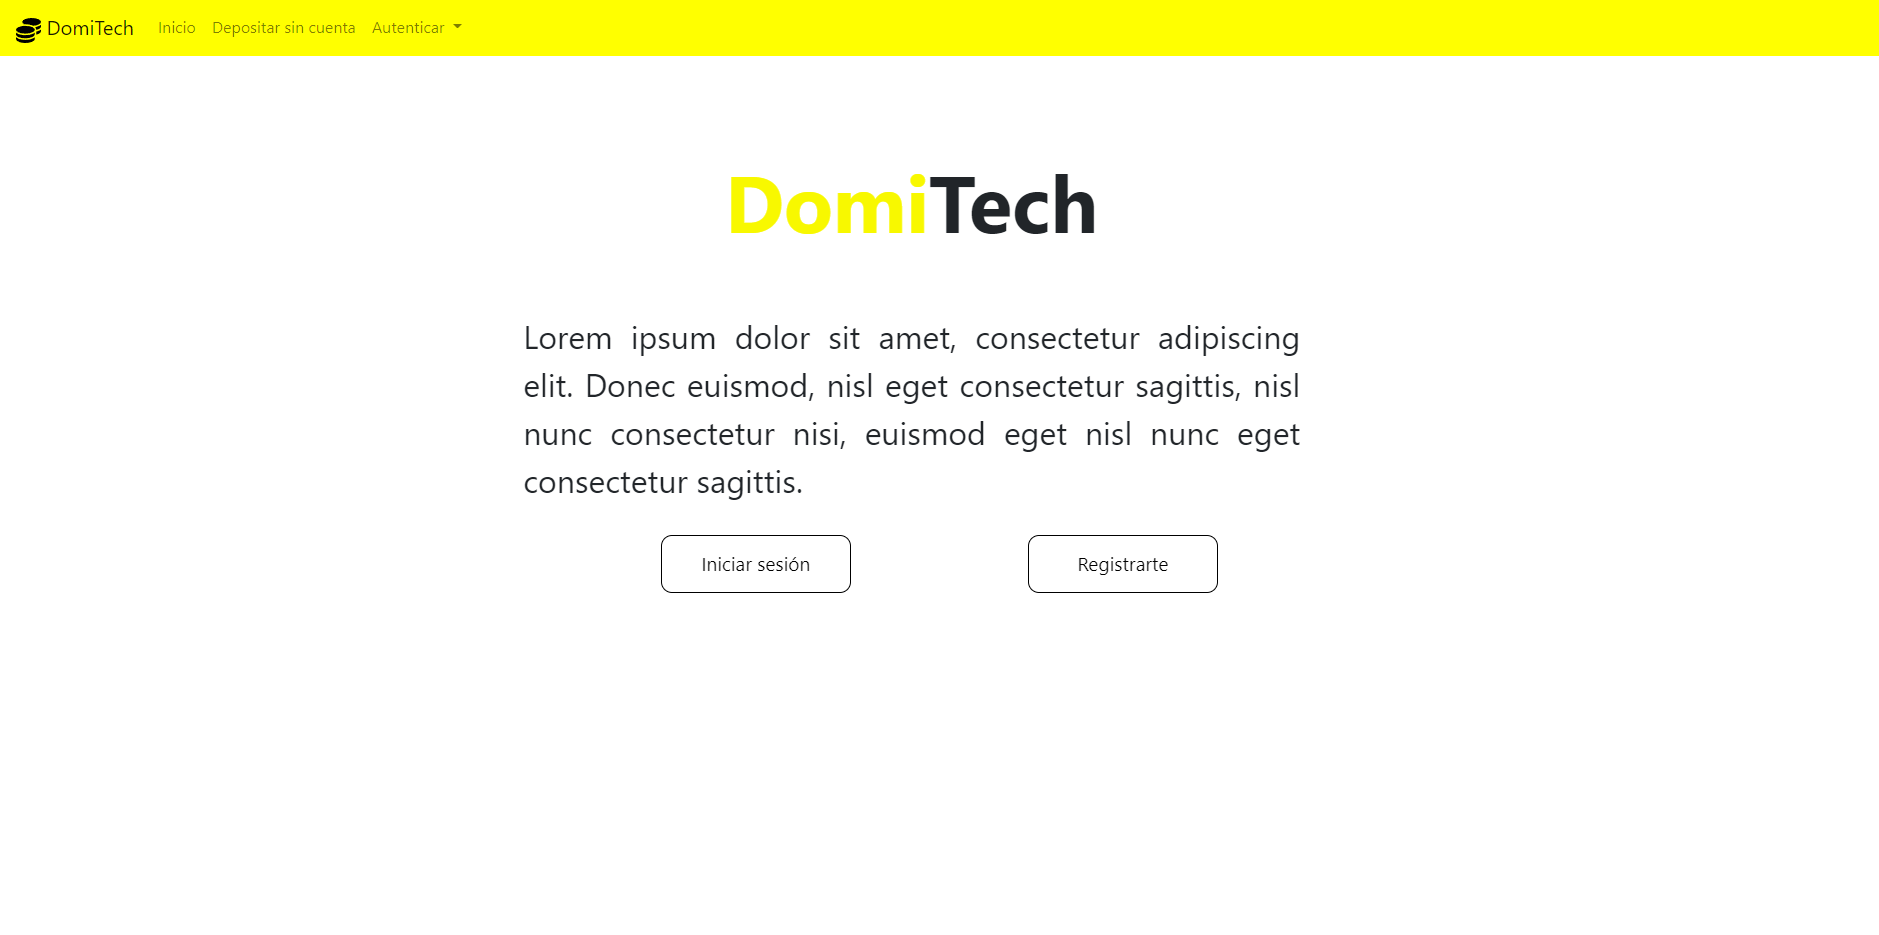 DomiTech Inicio Depositar sin cuenta Autenticar
DomiTech
Lorem ipsum dolor sit amet, consectetur adipiscing
elit. Donec euismod, nisl eget consectetur sagittis, nisl
nunc consectetur nisi, euismod eget nisl nunc eget
consectetur sagittis.
Iniciar sesión Registrarte